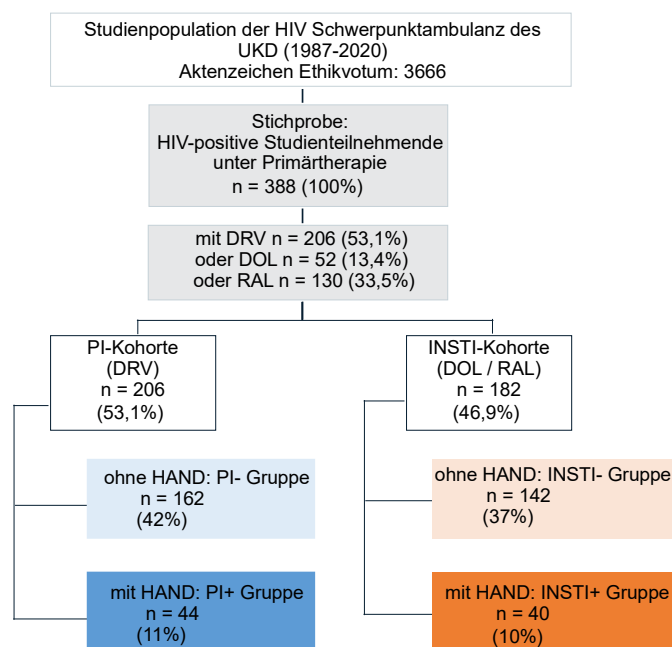 Studienpopulation der HIV Schwerpunktambulanz des
UKD (1987-2020)
Aktenzeichen Ethikvotum: 3666
Stichprobe:
HIV-positive Studienteilnehmende
unter Primärtherapie
n = 388 (100%)
mit DRV n = 206 (53,1%)
oder DOL n = 52 (13,4%)
oder RAL n = 130 (33,5%)
PI-Kohorte
(DRV)
n = 206
(53,1%)
INSTI-Kohorte
(DOL / RAL)
n = 182
(46,9%)
ohne HAND: PI- Gruppe
n = 162
(42%)
ohne HAND: INSTI- Gruppe
n = 142
(37%)
mit HAND: PI+ Gruppe
n = 44
(11%)
mit HAND: INSTI+ Gruppe
n = 40
(10%)